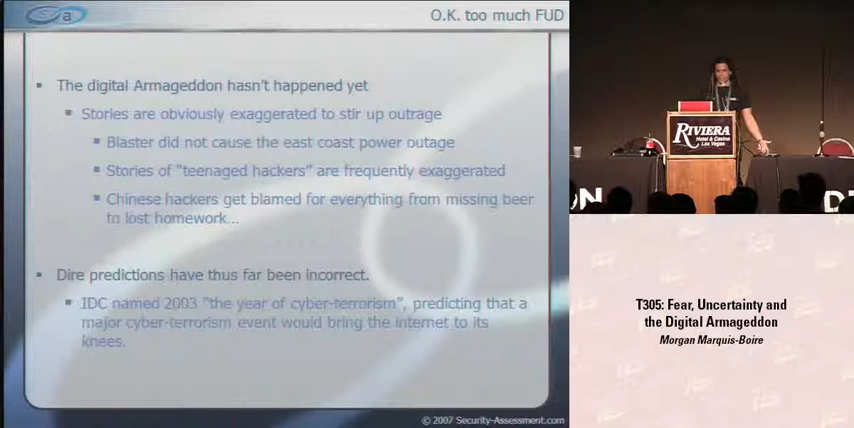 a
O.K. too much FUD
The digital Armageddon hasn't happened yet
Stories are obviously exaggerated to stir up outrage
Blaster did not cause the east coast power outage
Stories of "teenaged hackers" are frequently exaggerated
Chinese hackers get blamed for everything from missing beer
to lost homework...
Dire predictions have thus far been incorrect.
IDC named 2003 "the year of cyber-terrorism", predicting that a
major cyber-terrorism event would bring the internet to its
knees.
© 2007 Security-Assessment.com
RIVIERA
Hotel & Casino
Las Vegas
ON
DE
T305: Fear, Uncertainty and
the Digital Armageddon
Morgan Marquis-Boire